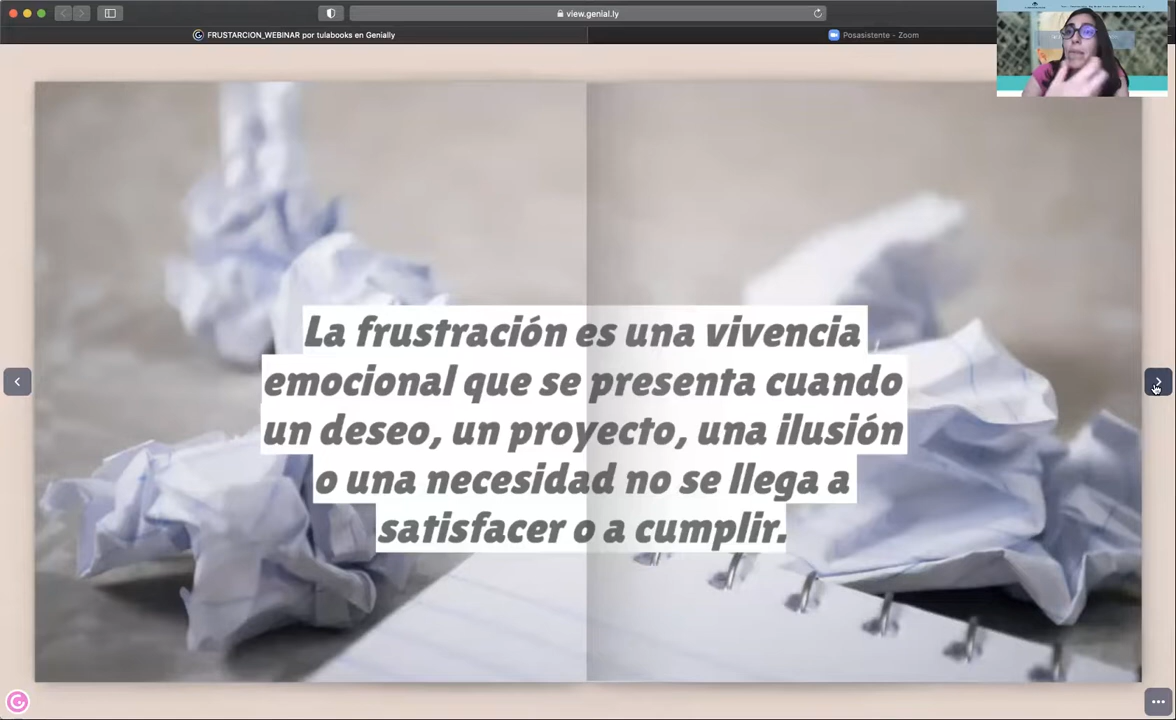 view.genial.ly
FRUSTARCION_WEBINAR por tulabooks en Genially
Posasistente - Zoom
La frustración es una vivencia
emocional que se presenta cuando
un deseo, un proyecto, una ilusión
o una necesidad no se llega a
satisfacer o a cumplir.